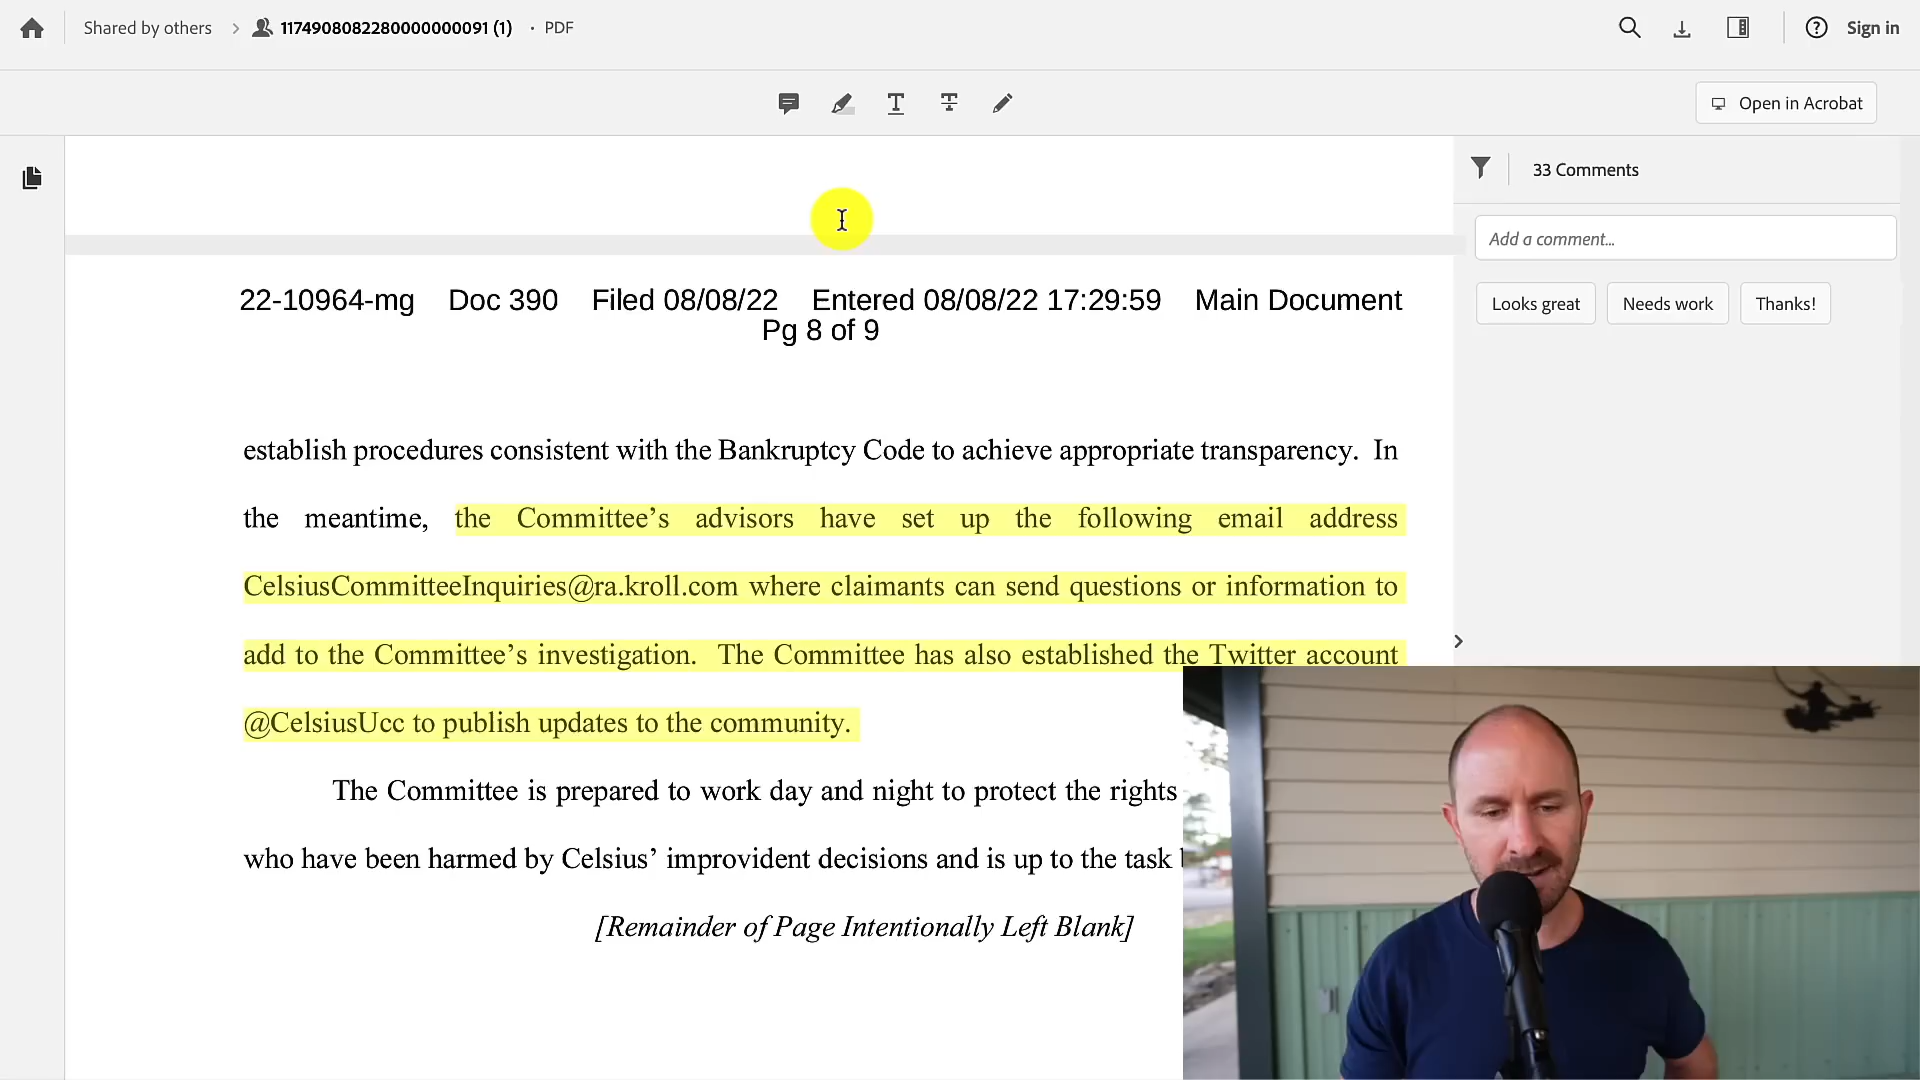 Shared by others
1174908082280000000091 (1)
PDF
Sign in
Open in Acrobat
33 Comments
Add a comment...
Looks great
Needs work
Thanks!
22-10964-mg Doc 390 Filed 08/08/22 Entered 08/08/22 17:29:59 Main Document
Pg 8 of 9
establish procedures consistent with the Bankruptcy Code to achieve appropriate transparency. In
the meantime, the Committee’s advisors have set up the following email address
CelsiusCommitteeInquiries@ra.kroll.com where claimants can send questions or information to
add to the Committee’s investigation. The Committee has also established the Twitter account
@CelsiusUcc to publish updates to the community.
The Committee is prepared to work day and night to protect the rights
who have been harmed by Celsius’ improvident decisions and is up to the task
[Remainder of Page Intentionally Left Blank]